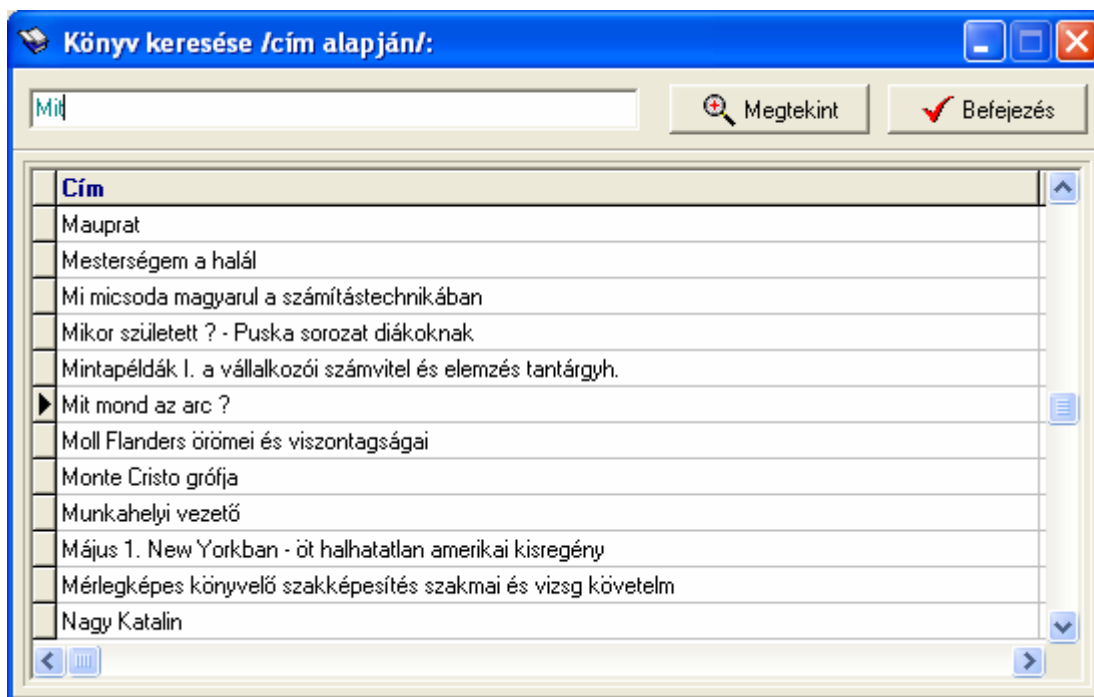 Könyv keresése /cím alapján/:
Mit
Megtekint
Befejezés
Cím
Mauprat
Mesterségem a halál
Mi micsoda magyarul a számítástechnikában
Mikor született ? - Puska sorozat diákoknak
Mintapéldák I. a vállalkozói számvitel és elemzés tantárgyh.
Mit mond az arc ?
Moll Flanders örömei és viszontagságai
Monte Cristo grófja
Munkahelyi vezető
Május 1. New Yorkban - öt halhatatlan amerikai kisregény
Mérlegképes könyvelő szakképesítés szakmai és vizsg követelm
Nagy Katalin